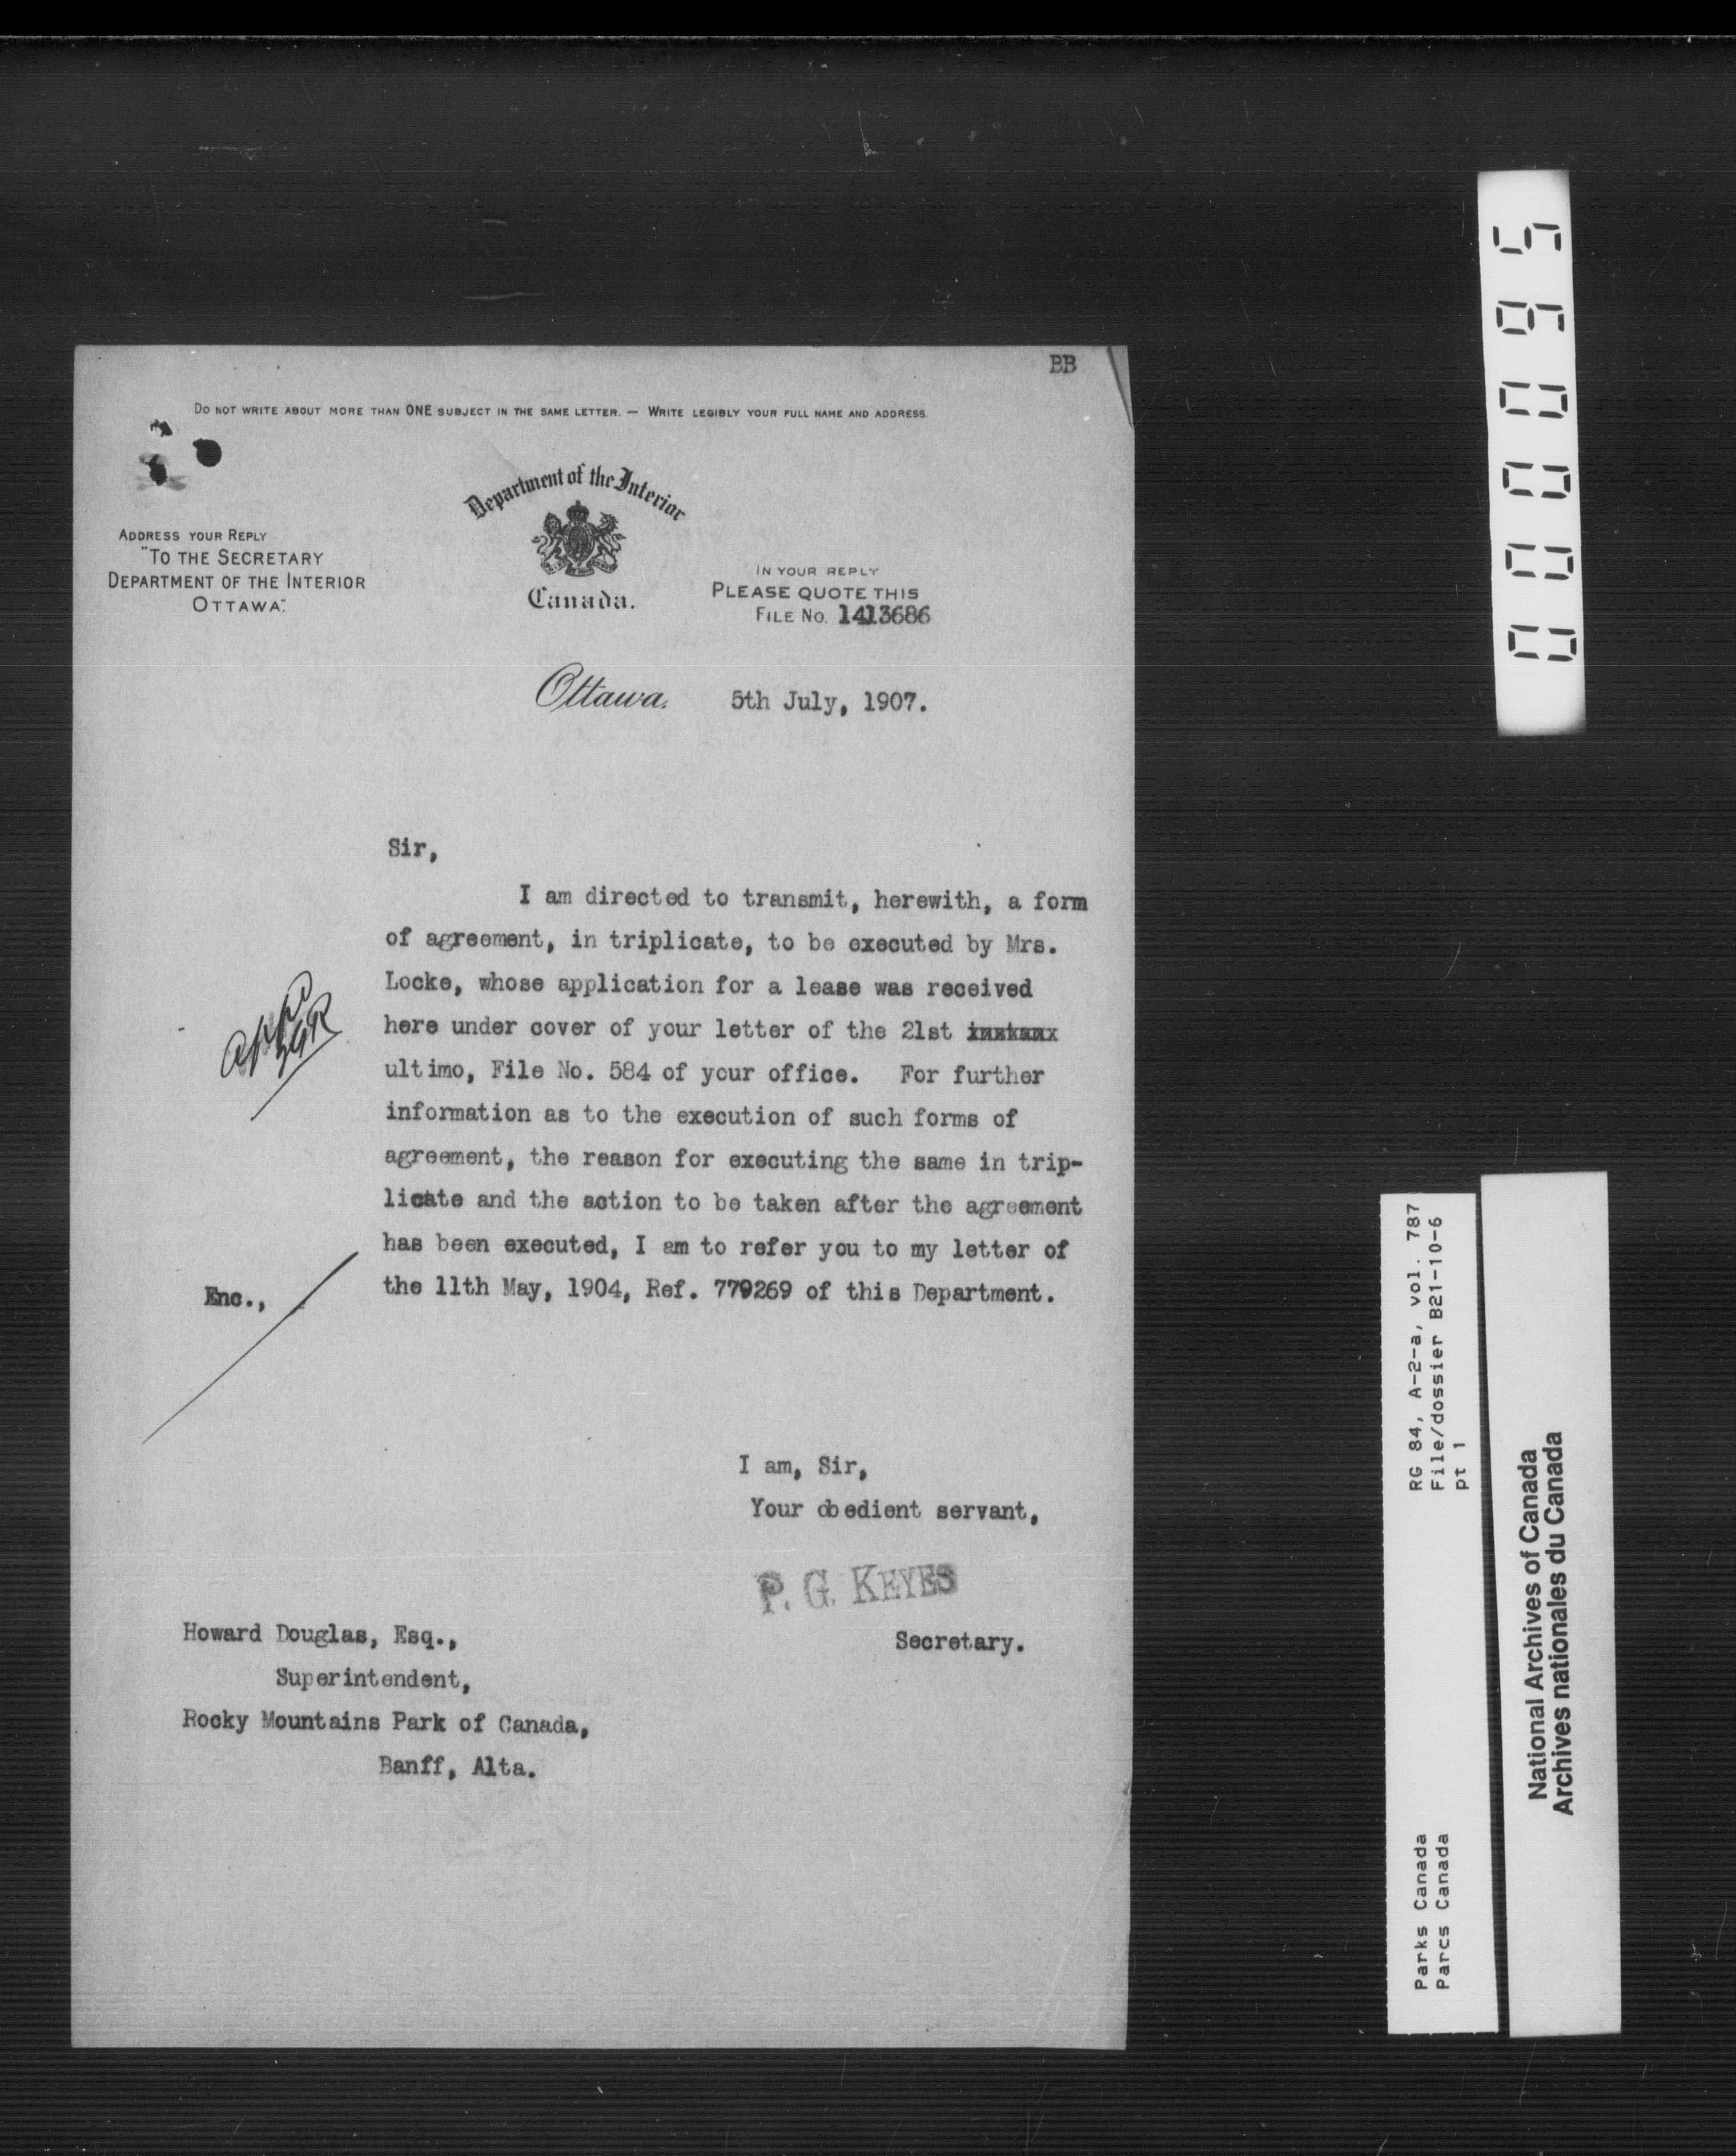 BB
Do not write about more than ONE subject in the same letter. — Write legibly your full name and address.
Department of the Interior
Canada.
Address your Reply
"To the Secretary
Department of the Interior
Ottawa."
In your reply
Please quote this
File No. 1413686
Ottawa, 5th July, 1907.
Sir,
I am directed to transmit, herewith, a form
of agreement, in triplicate, to be executed by Mrs.
Locke, whose application for a lease was received
here under cover of your letter of the 21st
ultimo, File No. 584 of your office. For further
information as to the execution of such forms of
agreement, the reason for executing the same in trip-
licate and the action to be taken after the agreement
has been executed, I am to refer you to my letter of
the 11th May, 1904, Ref. 779269 of this Department.
Enc.,
I am, Sir,
Your obedient servant,
P. G. KEYES
Secretary.
Howard Douglas, Esq.,
Superintendent,
Rocky Mountains Park of Canada,
Banff, Alta.
000095
RG 84, A-2-a, vol. 787
File/dossier B21-10-6
pt 1
Parks Canada
Parcs Canada
National Archives of Canada
Archives nationales du Canada